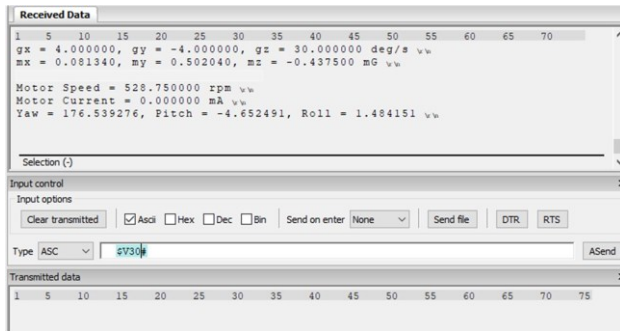 Received Data
1 5 10 15 20 25 30 35 40 45 50 55 60 65 70
gx = 4.000000, gy = -4.000000, gz = 30.000000 deg/s
mx = 0.081340, my = 0.502040, mz = -0.437500 mG
Motor Speed = 528.750000 rpm
Motor Current = 0.000000 mA
Yaw = 176.539276, Pitch = -4.652491, Roll = 1.484151
Selection (-)
Input control
Input options
Clear transmitted Ascii Hex Dec Bin Send on enter None Send file DTR RTS
Type ASC $V30# ASend
Transmitted data
1 5 10 15 20 25 30 35 40 45 50 55 60 65 70 75